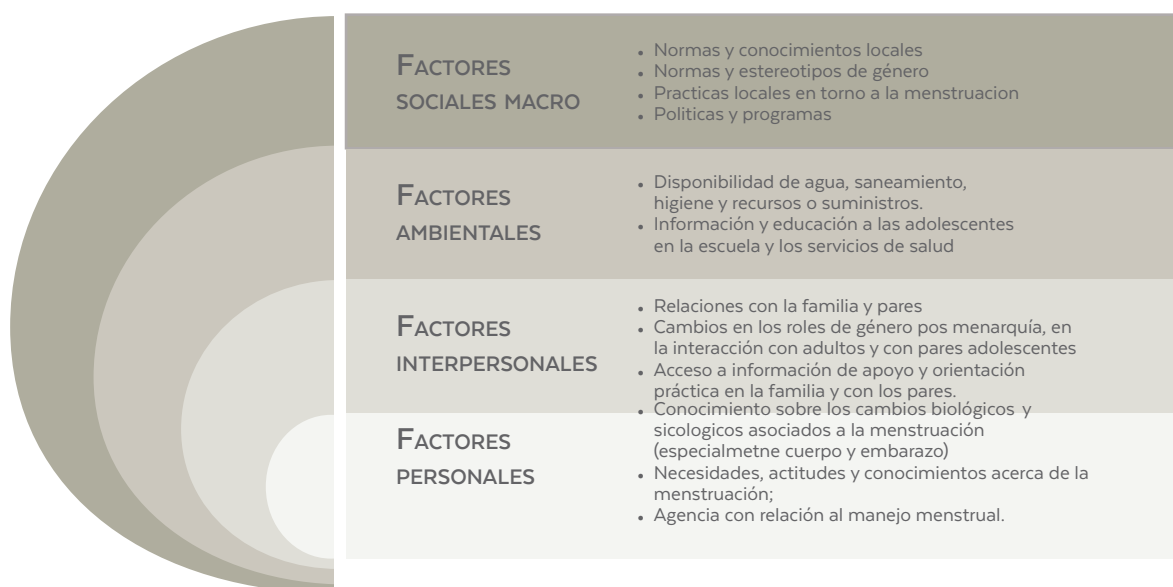 FACTORES
SOCIALES MACRO
• Normas y conocimientos locales
• Normas y estereotipos de género
• Practicas locales en torno a la menstruacion
• Politicas y programas
FACTORES
AMBIENTALES
• Disponibilidad de agua, saneamiento,
higiene y recursos o suministros.
• Información y educación a las adolescentes
en la escuela y los servicios de salud
FACTORES
INTERPERSONALES
• Relaciones con la familia y pares
• Cambios en los roles de género pos menarquía, en
la interacción con adultos y con pares adolescentes
• Acceso a información de apoyo y orientación
práctica en la familia y con los pares.
FACTORES
PERSONALES
• Conocimiento sobre los cambios biológicos y
sicologicos asociados a la menstruación
(especialmetne cuerpo y embarazo)
• Necesidades, actitudes y conocimientos acerca de la
menstruación;
• Agencia con relación al manejo menstrual.